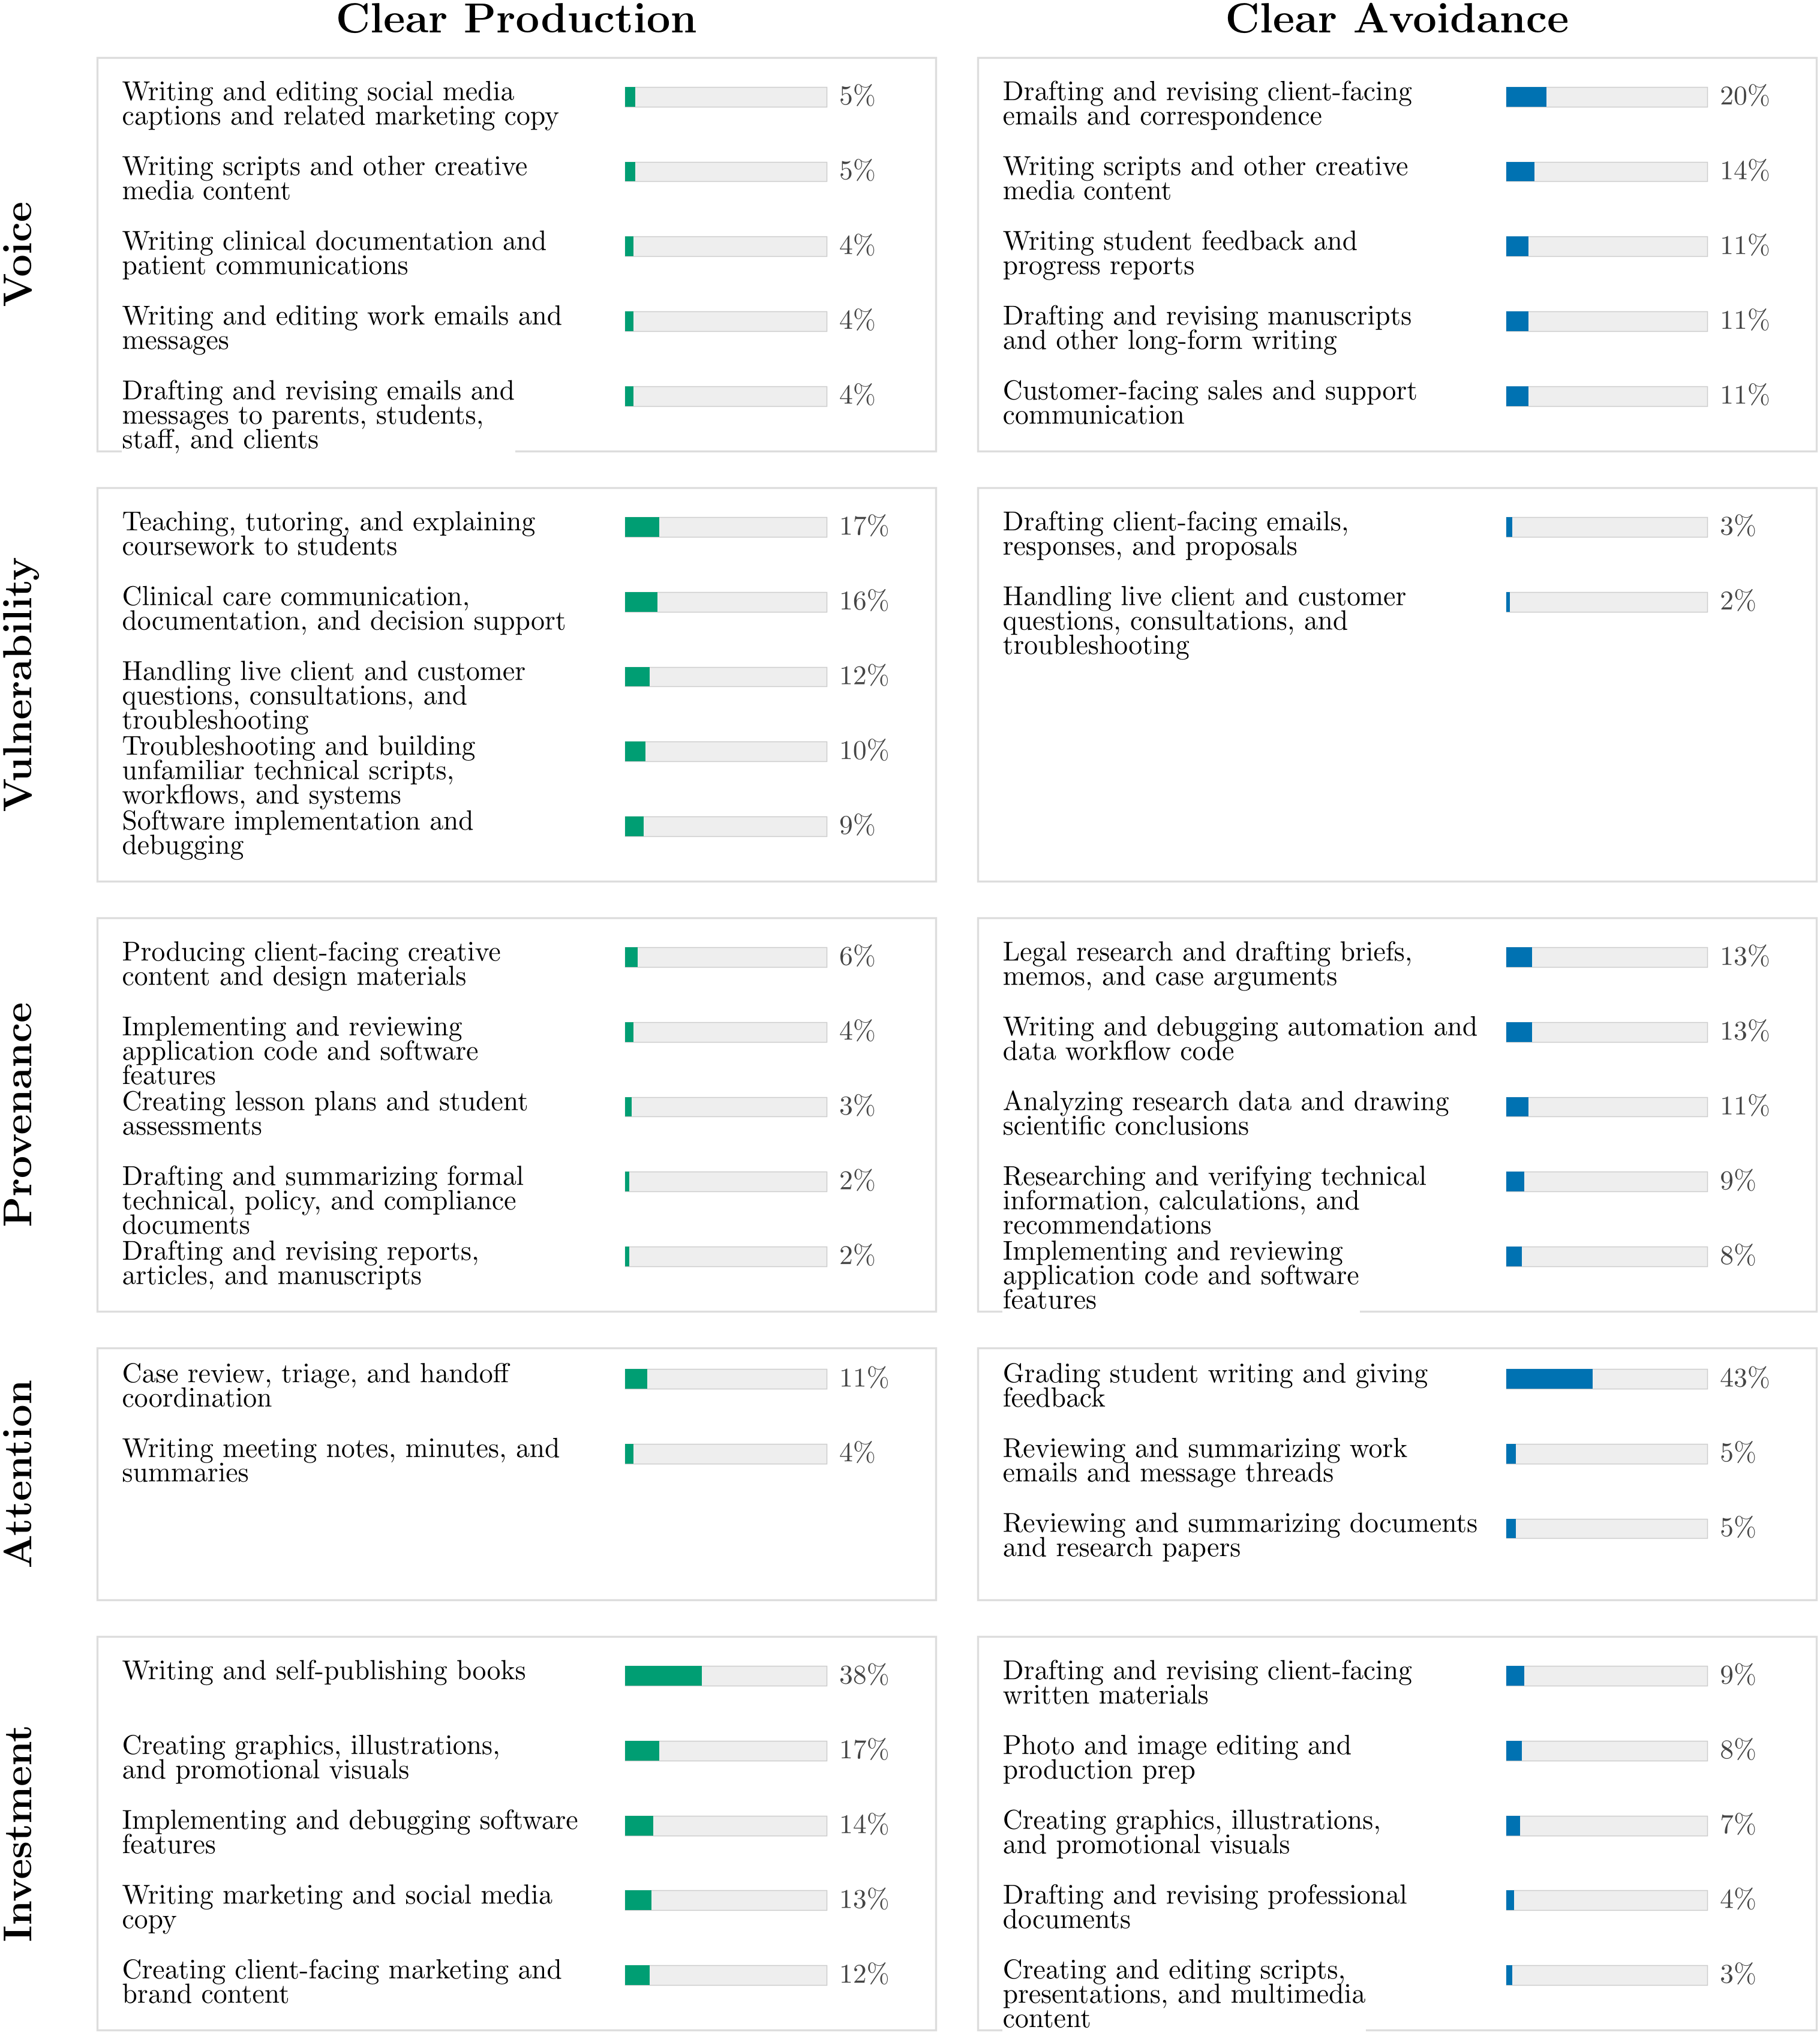 Clear Production
Clear Avoidance
Voice
Writing and editing social media
captions and related marketing copy
5%
Writing scripts and other creative
media content
5%
Writing clinical documentation and
patient communications
4%
Writing and editing work emails and
messages
4%
Drafting and revising emails and
messages to parents, students,
staff, and clients
4%
Drafting and revising client-facing
emails and correspondence
20%
Writing scripts and other creative
media content
14%
Writing student feedback and
progress reports
11%
Drafting and revising manuscripts
and other long-form writing
11%
Customer-facing sales and support
communication
11%
Vulnerability
Teaching, tutoring, and explaining
coursework to students
17%
Clinical care communication,
documentation, and decision support
16%
Handling live client and customer
questions, consultations, and
troubleshooting
12%
Troubleshooting and building
unfamiliar technical scripts,
workflows, and systems
10%
Software implementation and
debugging
9%
Drafting client-facing emails,
responses, and proposals
3%
Handling live client and customer
questions, consultations, and
troubleshooting
2%
Provenance
Producing client-facing creative
content and design materials
6%
Implementing and reviewing
application code and software
features
4%
Creating lesson plans and student
assessments
3%
Drafting and summarizing formal
technical, policy, and compliance
documents
2%
Drafting and revising reports,
articles, and manuscripts
2%
Legal research and drafting briefs,
memos, and case arguments
13%
Writing and debugging automation and
data workflow code
13%
Analyzing research data and drawing
scientific conclusions
11%
Researching and verifying technical
information, calculations, and
recommendations
9%
Implementing and reviewing
application code and software
features
8%
Attention
Case review, triage, and handoff
coordination
11%
Writing meeting notes, minutes, and
summaries
4%
Grading student writing and giving
feedback
43%
Reviewing and summarizing work
emails and message threads
5%
Reviewing and summarizing documents
and research papers
5%
Investment
Writing and self-publishing books
38%
Creating graphics, illustrations,
and promotional visuals
17%
Implementing and debugging software
features
14%
Writing marketing and social media
copy
13%
Creating client-facing marketing and
brand content
12%
Drafting and revising client-facing
written materials
9%
Photo and image editing and
production prep
8%
Creating graphics, illustrations,
and promotional visuals
7%
Drafting and revising professional
documents
4%
Creating and editing scripts,
presentations, and multimedia
content
3%